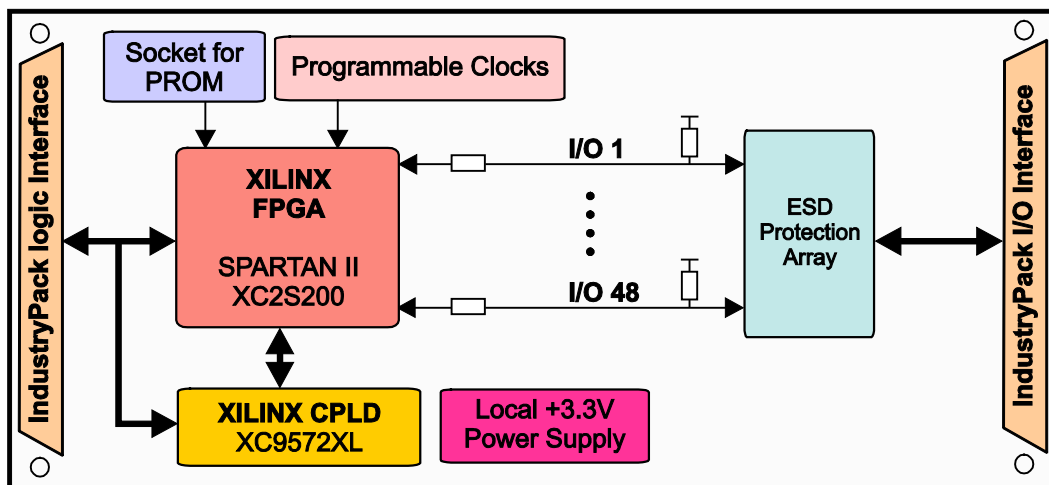 IndustryPack logic Interface
Socket for
PROM
Programmable Clocks
XILINX
FPGA
SPARTAN II
XC2S200
I/O 1
I/O 48
ESD
Protection
Array
IndustryPack I/O Interface
XILINX CPLD
XC9572XL
Local +3.3V
Power Supply